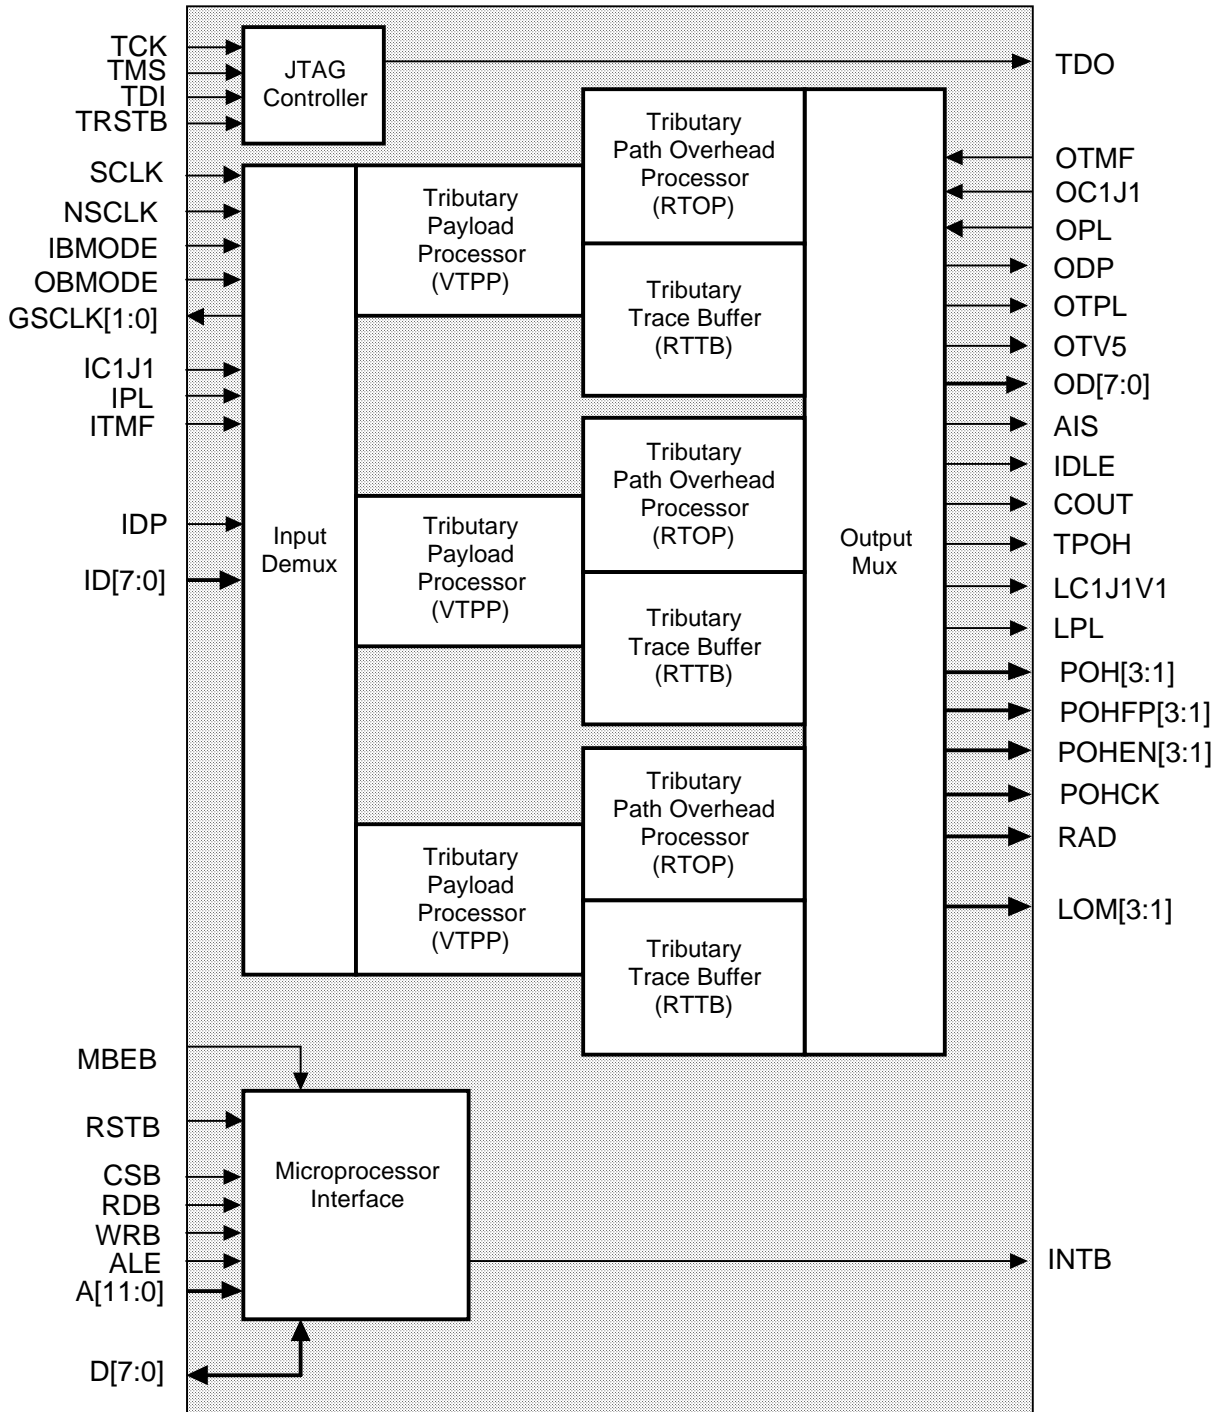 TCK
TMS
TDI
TRSTB
SCLK
NSCLK
IBMODE
OBMODE
GSCLK[1:0]
IC1J1
IPL
ITMF
IDP
ID[7:0]
MBEB
RSTB
CSB
RDB
WRB
ALE
A[11:0]
D[7:0]
JTAG
Controller
Input
Demux
Tributary
Payload
Processor
(VTPP)
Tributary
Payload
Processor
(VTPP)
Tributary
Payload
Processor
(VTPP)
Tributary
Path Overhead
Processor
(RTOP)
Tributary
Trace Buffer
(RTTB)
Tributary
Path Overhead
Processor
(RTOP)
Tributary
Trace Buffer
(RTTB)
Tributary
Path Overhead
Processor
(RTOP)
Tributary
Trace Buffer
(RTTB)
Output
Mux
Microprocessor
Interface
TDO
OTMF
OC1J1
OPL
ODP
OTPL
OTV5
OD[7:0]
AIS
IDLE
COUT
TPOH
LC1J1V1
LPL
POH[3:1]
POHFP[3:1]
POHEN[3:1]
POHCK
RAD
LOM[3:1]
INTB